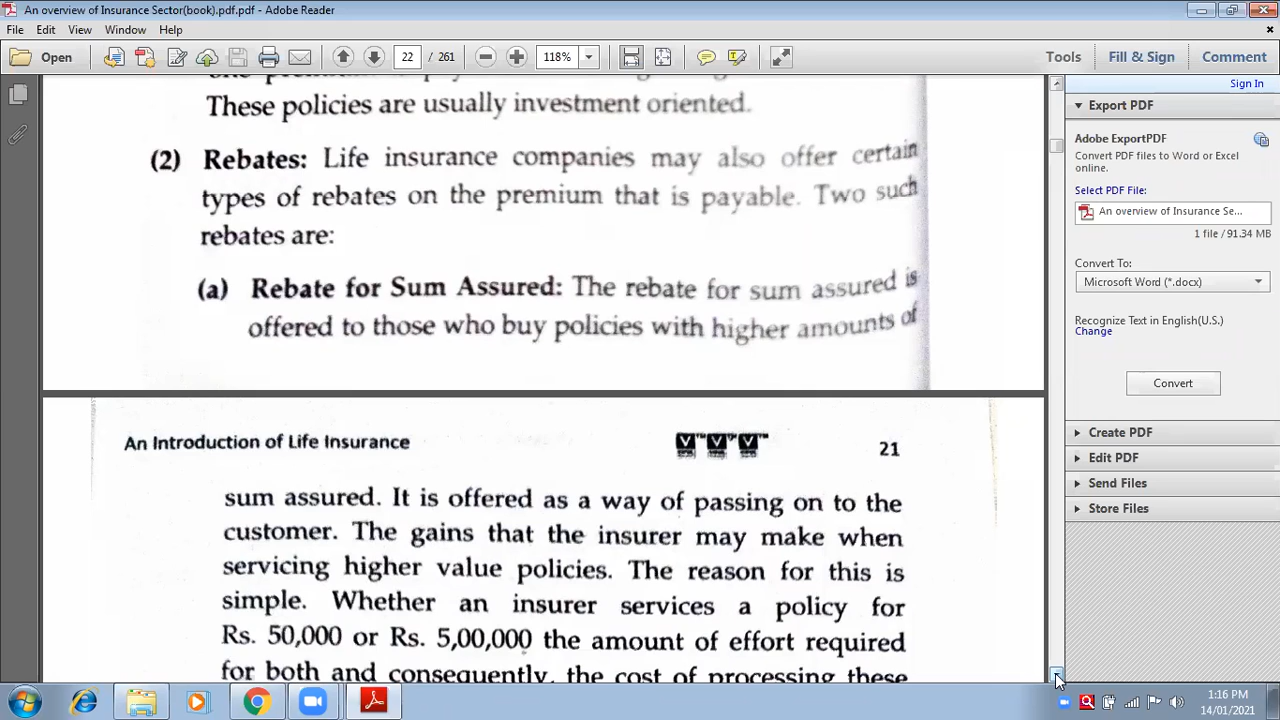 An overview of Insurance Sector(book).pdf.pdf - Adobe Reader
File Edit View Window Help
Open 22 / 261 118% Tools Fill & Sign Comment
Sign In
These policies are usually investment oriented.
(2) Rebates: Life insurance companies may also offer certain
types of rebates on the premium that is payable. Two such
rebates are:
(a) Rebate for Sum Assured: The rebate for sum assured is
offered to those who buy policies with higher amounts of
An Introduction of Life Insurance 21
sum assured. It is offered as a way of passing on to the
customer. The gains that the insurer may make when
servicing higher value policies. The reason for this is
simple. Whether an insurer services a policy for
Rs. 50,000 or Rs. 5,00,000 the amount of effort required
for both and consequently, the cost of processing these
Export PDF
Adobe ExportPDF
Convert PDF files to Word or Excel
online.
Select PDF File:
An overview of Insurance Se...
1 file / 91.34 MB
Convert To:
Microsoft Word (*.docx)
Recognize Text in English(U.S.)
Change
Convert
Create PDF
Edit PDF
Send Files
Store Files
1:16 PM
14/01/2021